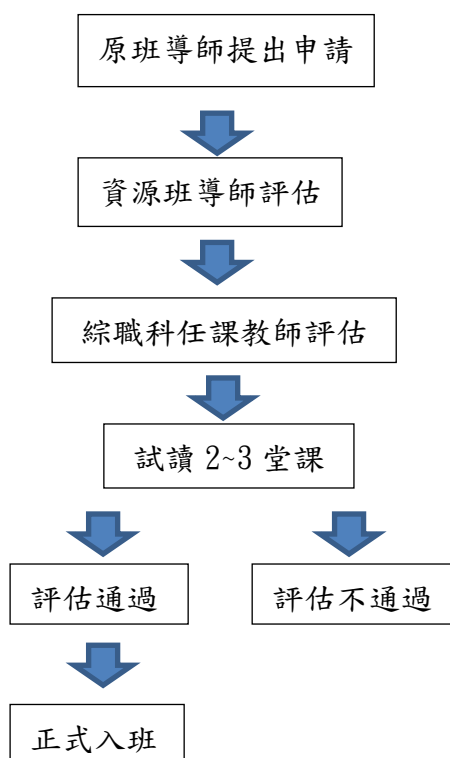 原班導師提出申請
資源班導師評估
綜職科任課教師評估
試讀 2~3 堂課
評估通過
評估不通過
正式入班